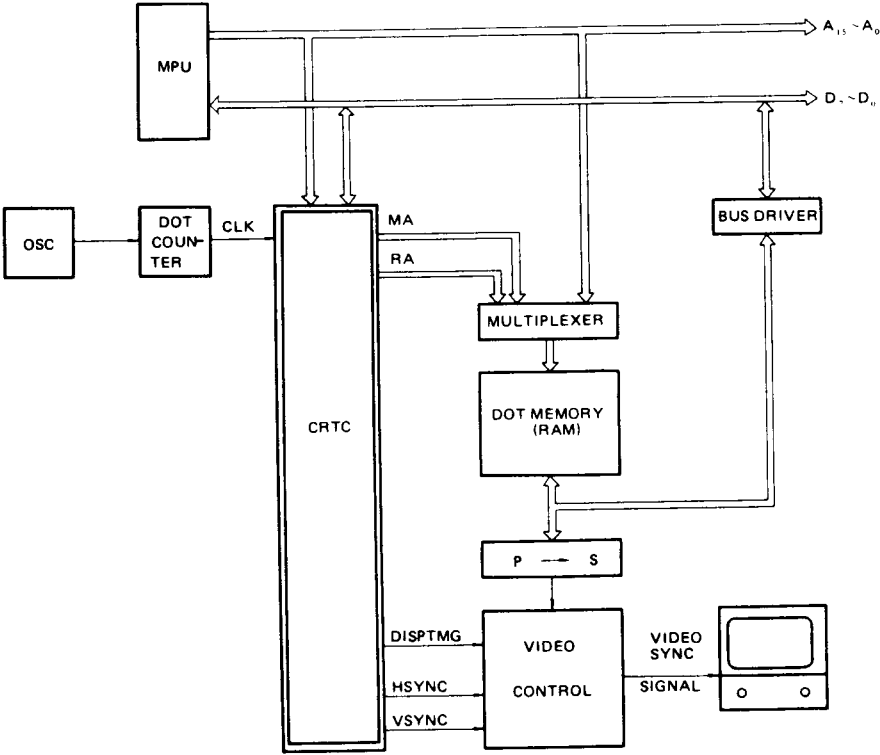 A₁₅ ~A₀
MPU
D₇ ~D₀
BUS DRIVER
OSC
DOT
COUN-
TER
CLK
MA
RA
MULTIPLEXER
CRTC
DOT MEMORY
(RAM)
P → S
DISPTMG
HSYNC
VSYNC
VIDEO
CONTROL
VIDEO
SYNC
SIGNAL